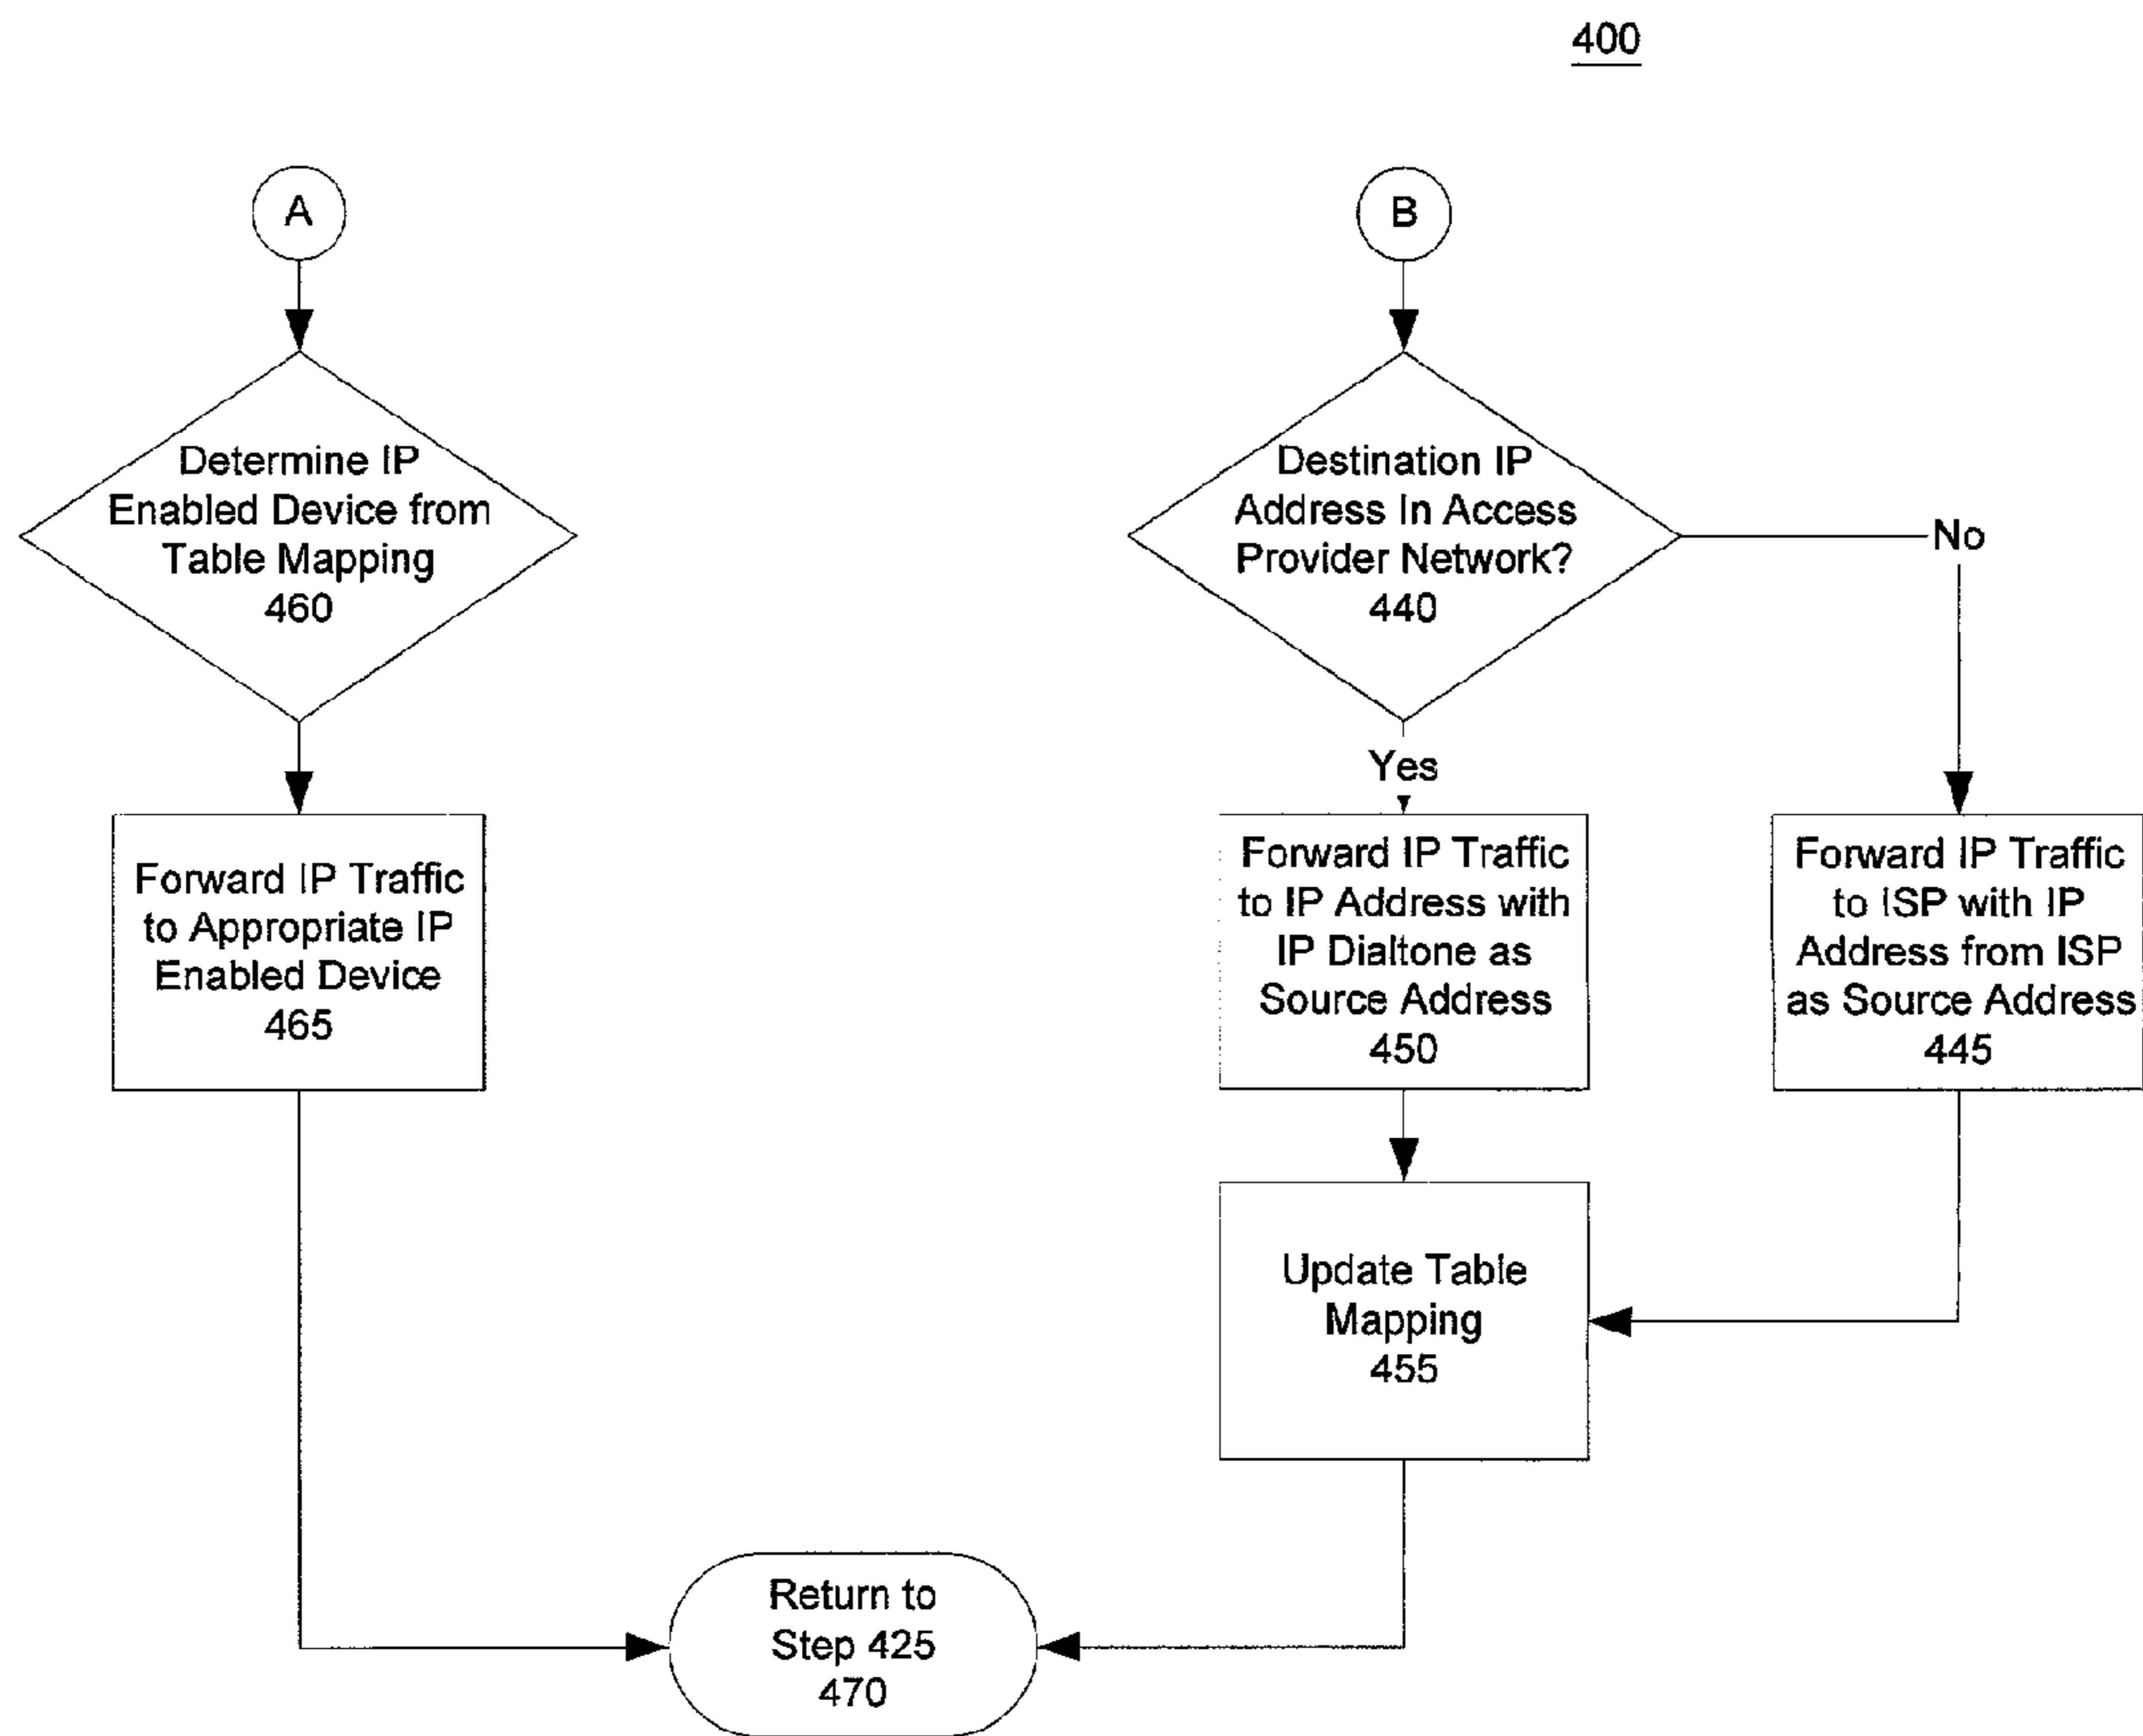 400
A
B
Determine IP
Enabled Device from
Table Mapping
460
Destination IP
Address In Access
Provider Network?
440
No
Yes
Forward IP Traffic
to Appropriate IP
Enabled Device
465
Forward IP Traffic
to IP Address with
IP Dialtone as
Source Address
450
Forward IP Traffic
to ISP with IP
Address from ISP
as Source Address
445
Update Table
Mapping
455
Return to
Step 425
470